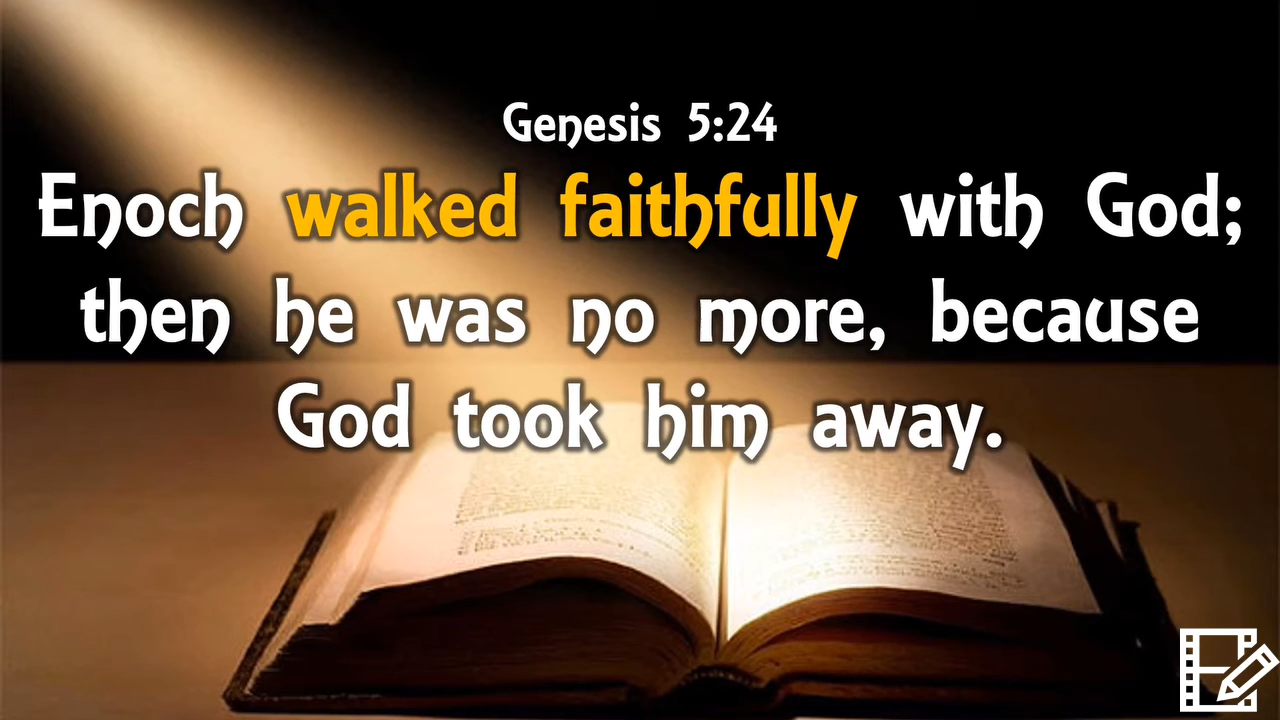 Genesis 5:24
Enoch walked faithfully with God;
then he was no more, because
God took him away.